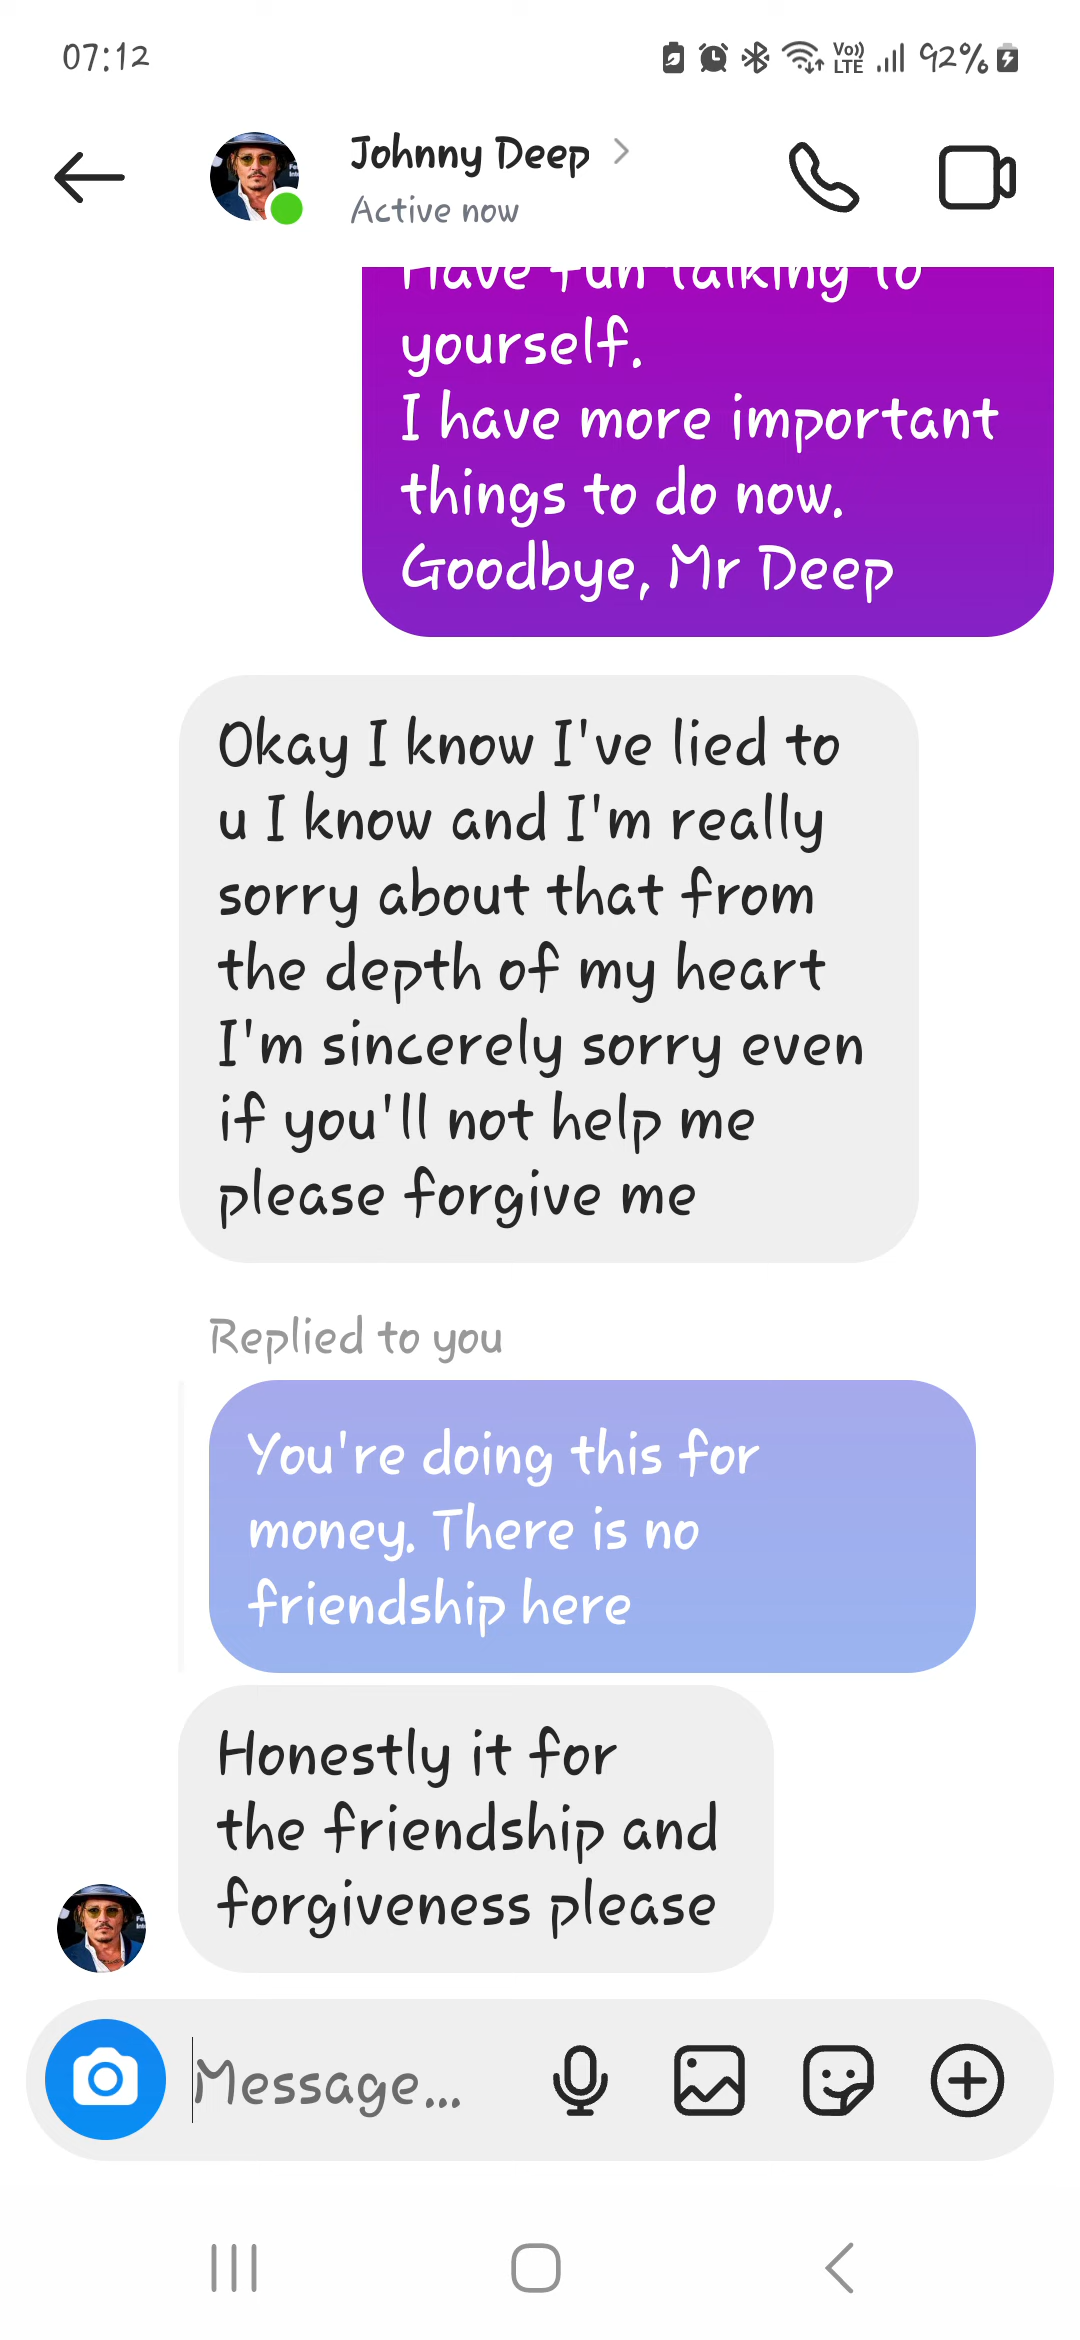 07:12
Vo)) LTE 92%
Johnny Deep
Active now
Have fun talking to
yourself.
I have more important
things to do now.
Goodbye, Mr Deep
Okay I know I've lied to
u I know and I'm really
sorry about that from
the depth of my heart
I'm sincerely sorry even
if you'll not help me
please forgive me
Replied to you
You're doing this for
money. There is no
friendship here
Honestly it for
the friendship and
forgiveness please
Message...